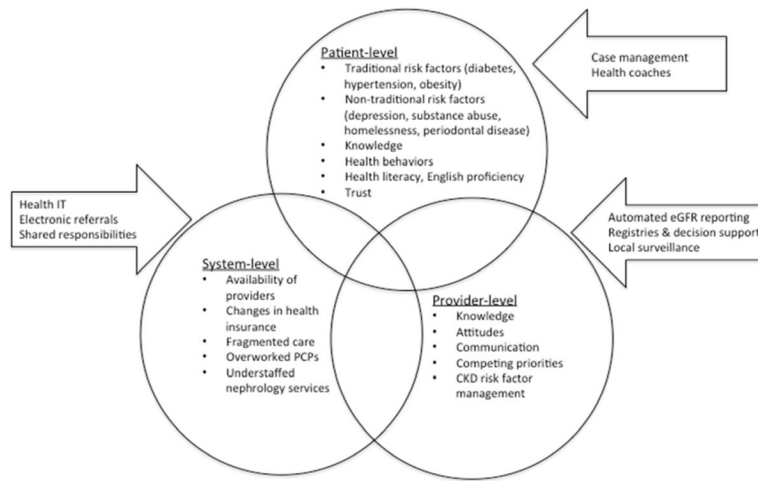 Patient-level
• Traditional risk factors (diabetes,
hypertension, obesity)
• Non-traditional risk factors
(depression, substance abuse,
homelessness, periodontal disease)
• Knowledge
• Health behaviors
• Health literacy, English proficiency
• Trust
Case management
Health coaches
Health IT
Electronic referrals
Shared responsibilities
Automated eGFR reporting
Registries & decision support
Local surveillance
System-level
• Availability of
providers
• Changes in health
insurance
• Fragmented care
• Overworked PCPs
• Understaffed
nephrology services
Provider-level
• Knowledge
• Attitudes
• Communication
• Competing priorities
• CKD risk factor
management